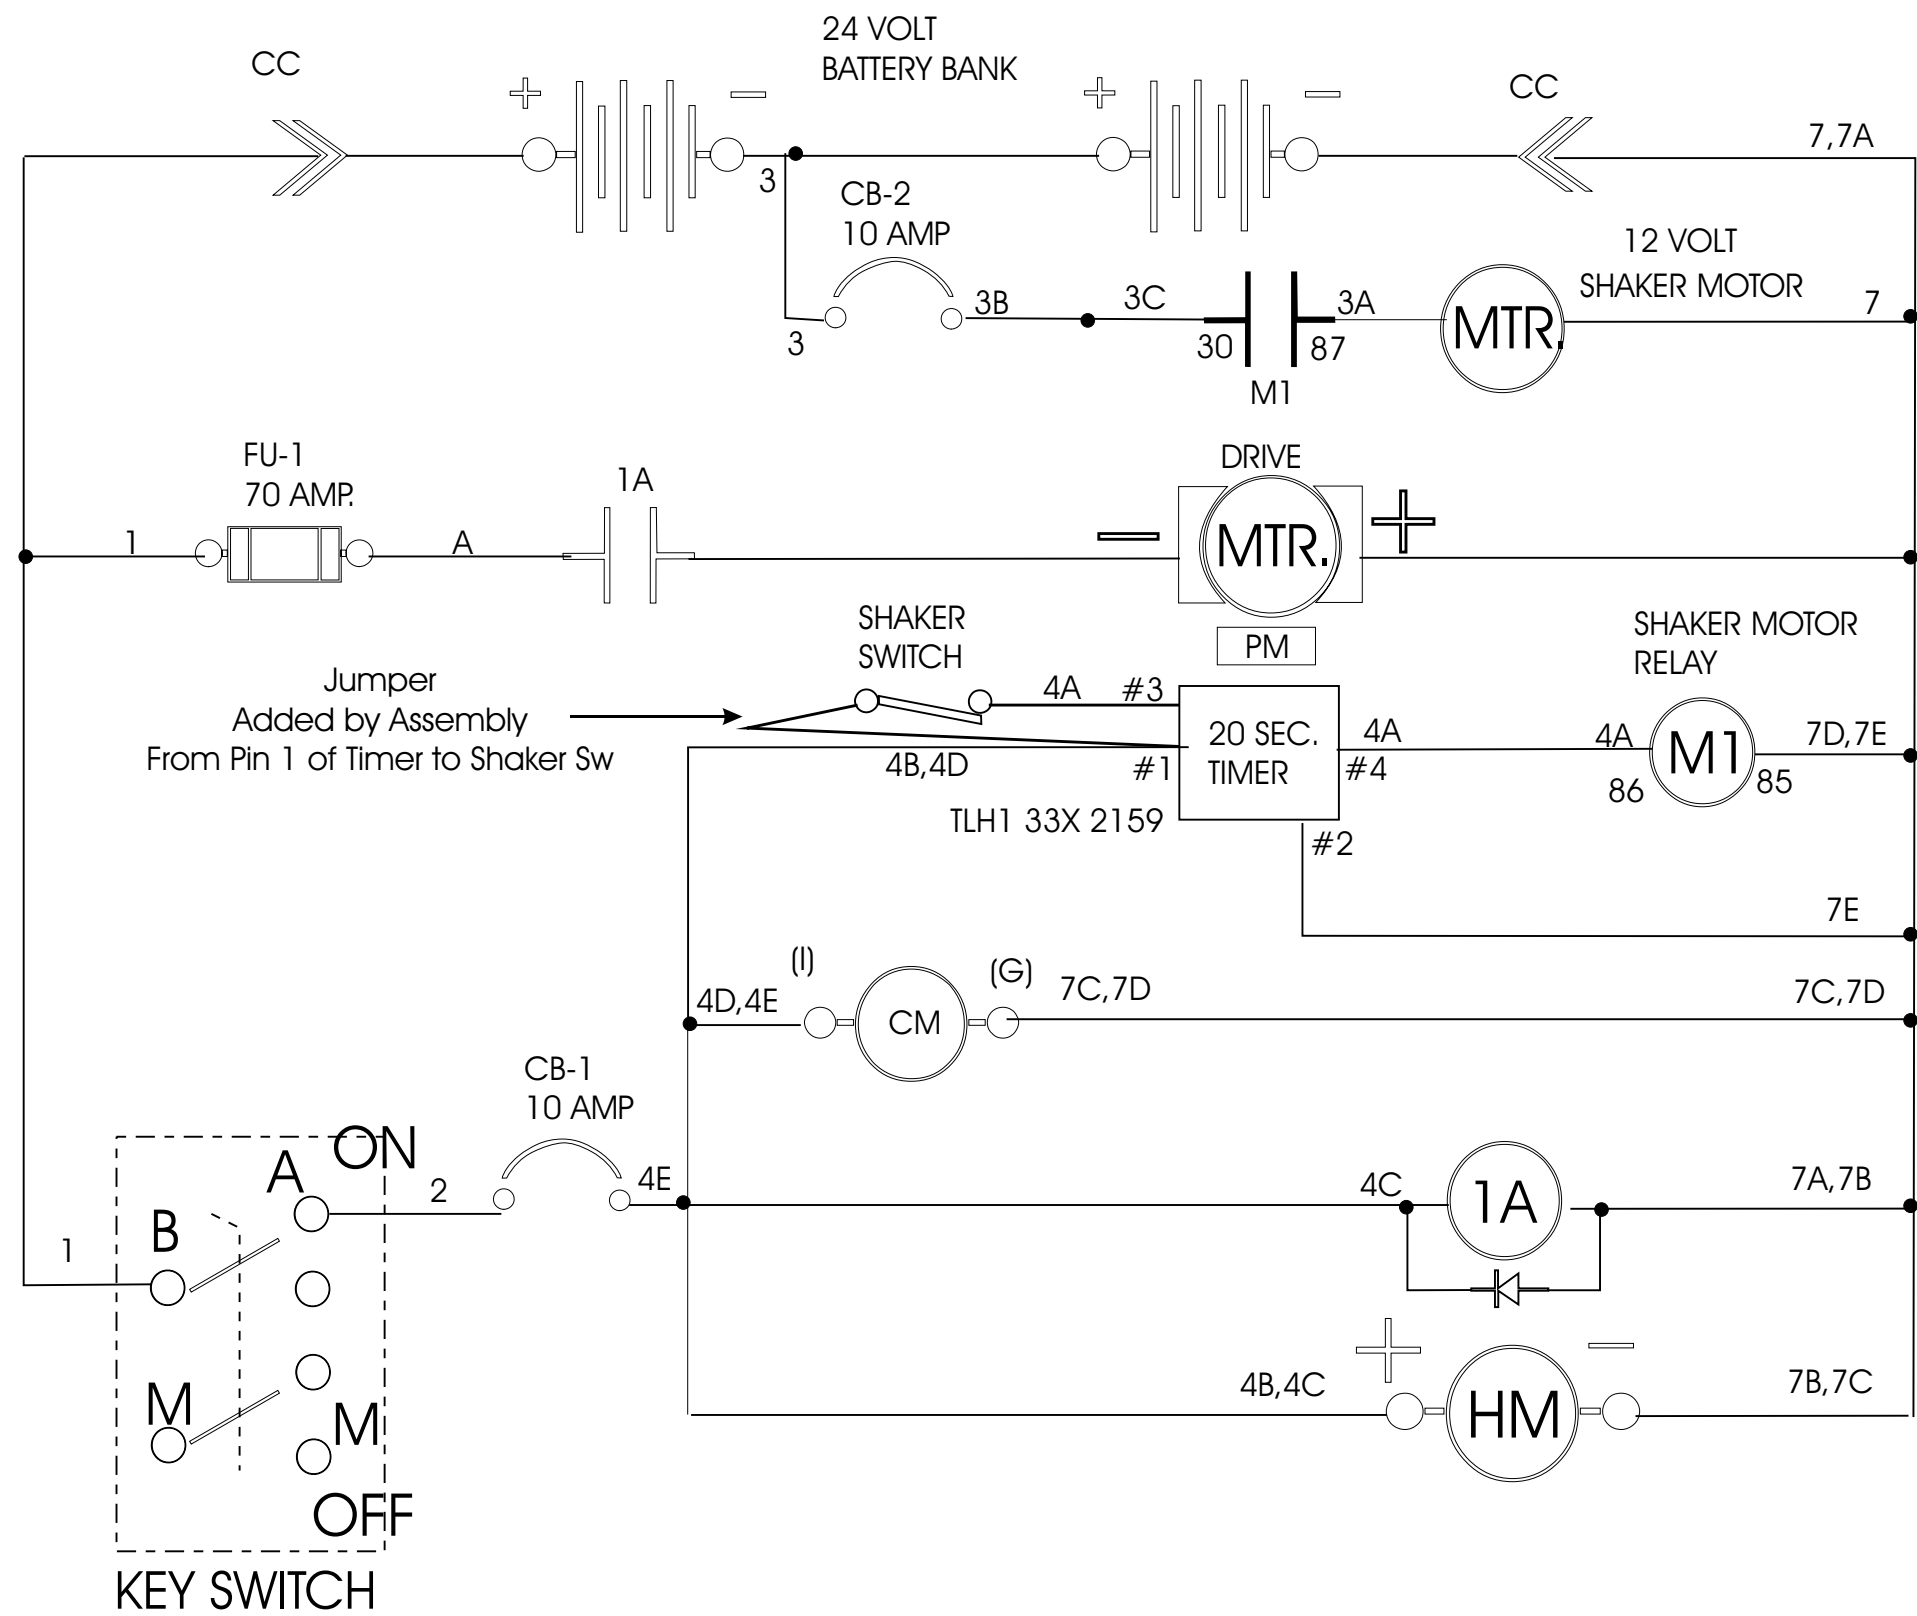 24 VOLT
BATTERY BANK
CC
CC
+
−
+
−
7,7A
3
CB-2
10 AMP
12 VOLT
SHAKER MOTOR
3B
3C
3A
7
MTR.
3
30
87
M1
FU-1
70 AMP.
1A
DRIVE
1
A
−
MTR.
+
PM
SHAKER
SWITCH
SHAKER MOTOR
RELAY
Jumper
Added by Assembly
From Pin 1 of Timer to Shaker Sw
4A
#3
20 SEC.
TIMER
4A
4A
M1
7D,7E
4B,4D
#1
#4
86
85
TLH1 33X 2159
#2
7E
(I)
(G)
4D,4E
CM
7C,7D
7C,7D
CB-1
10 AMP
ON
A
2
4E
4C
1A
7A,7B
B
1
+
−
4B,4C
HM
7B,7C
M
M
OFF
KEY SWITCH